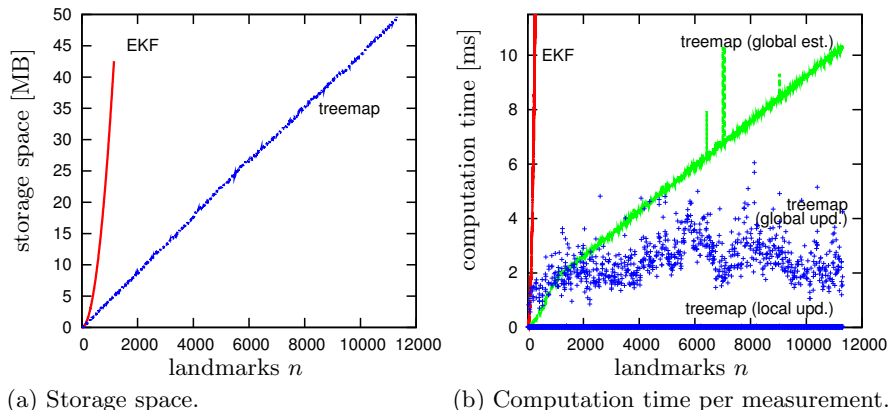 50
45
40
35
30
25
20
15
10
5
0
storage space [MB]
EKF
treemap
0 2000 4000 6000 8000 10000 12000
landmarks n
(a) Storage space.
10
8
6
4
2
0
computation time [ms]
EKF
treemap (global est.)
treemap
(global upd.)
treemap (local upd.)
0 2000 4000 6000 8000 10000 12000
landmarks n
(b) Computation time per measurement.